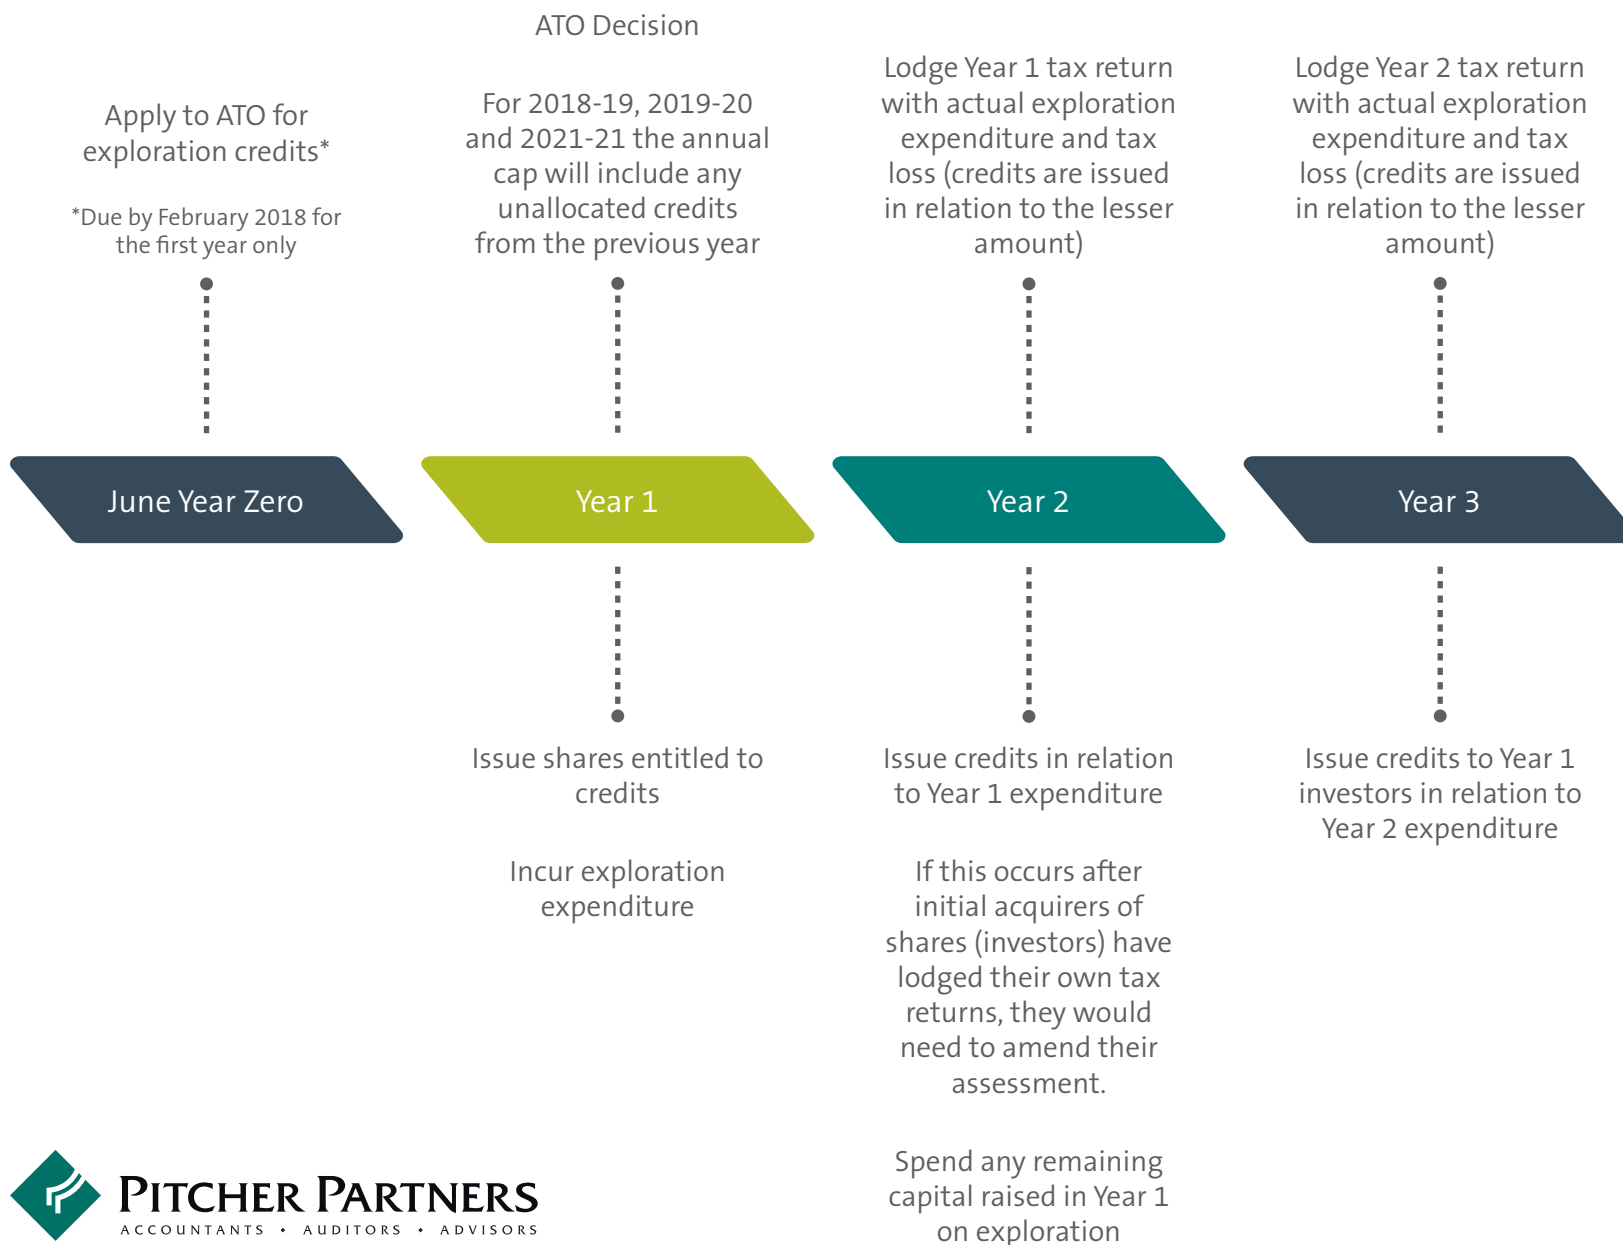 Apply to ATO for
exploration credits*
*Due by February 2018 for
the first year only
June Year Zero
ATO Decision
For 2018-19, 2019-20
and 2021-21 the annual
cap will include any
unallocated credits
from the previous year
Year 1
Issue shares entitled to
credits
Incur exploration
expenditure
Lodge Year 1 tax return
with actual exploration
expenditure and tax
loss (credits are issued
in relation to the lesser
amount)
Year 2
Issue credits in relation
to Year 1 expenditure
If this occurs after
initial acquirers of
shares (investors) have
lodged their own tax
returns, they would
need to amend their
assessment.
Spend any remaining
capital raised in Year 1
on exploration
Lodge Year 2 tax return
with actual exploration
expenditure and tax
loss (credits are issued
in relation to the lesser
amount)
Year 3
Issue credits to Year 1
investors in relation to
Year 2 expenditure
PITCHER PARTNERS
ACCOUNTANTS • AUDITORS • ADVISORS